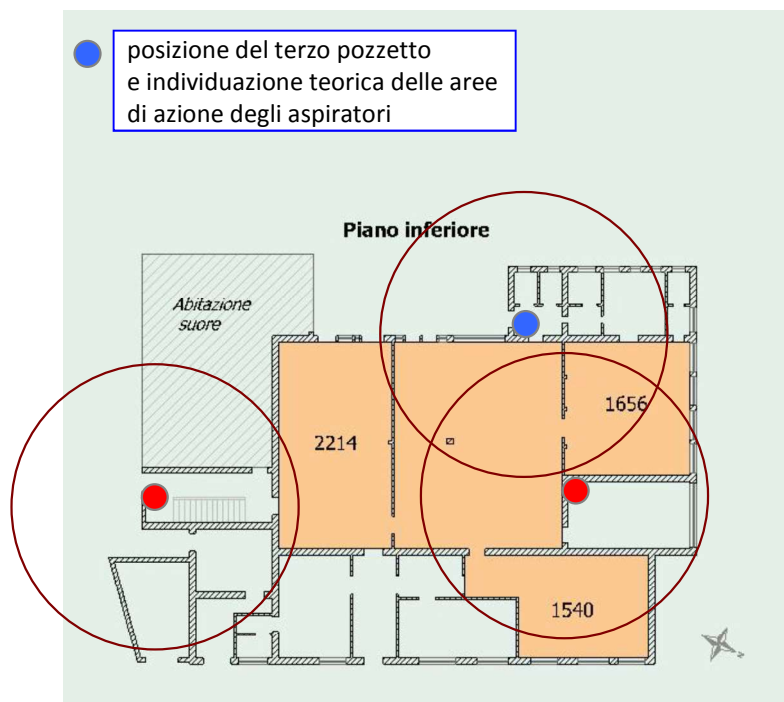 posizione del terzo pozzetto
e individuazione teorica delle aree
di azione degli aspiratori
Piano inferiore
Abitazione
suore
1656
2214
1540
N